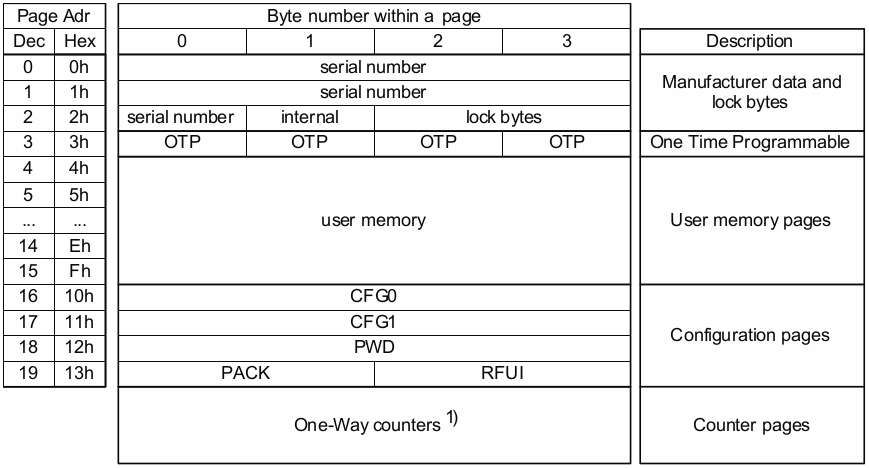 Page Adr Byte number within a page
Dec Hex 0 1 2 3 Description
0 0h serial number
1 1h serial number
Manufacturer data and
lock bytes
2 2h serial number internal lock bytes
3 3h OTP OTP OTP OTP One Time Programmable
4 4h
5 5h
... ... user memory User memory pages
14 Eh
15 Fh
16 10h CFG0
17 11h CFG1
Configuration pages
18 12h PWD
19 13h PACK RFUI
One-Way counters 1) Counter pages